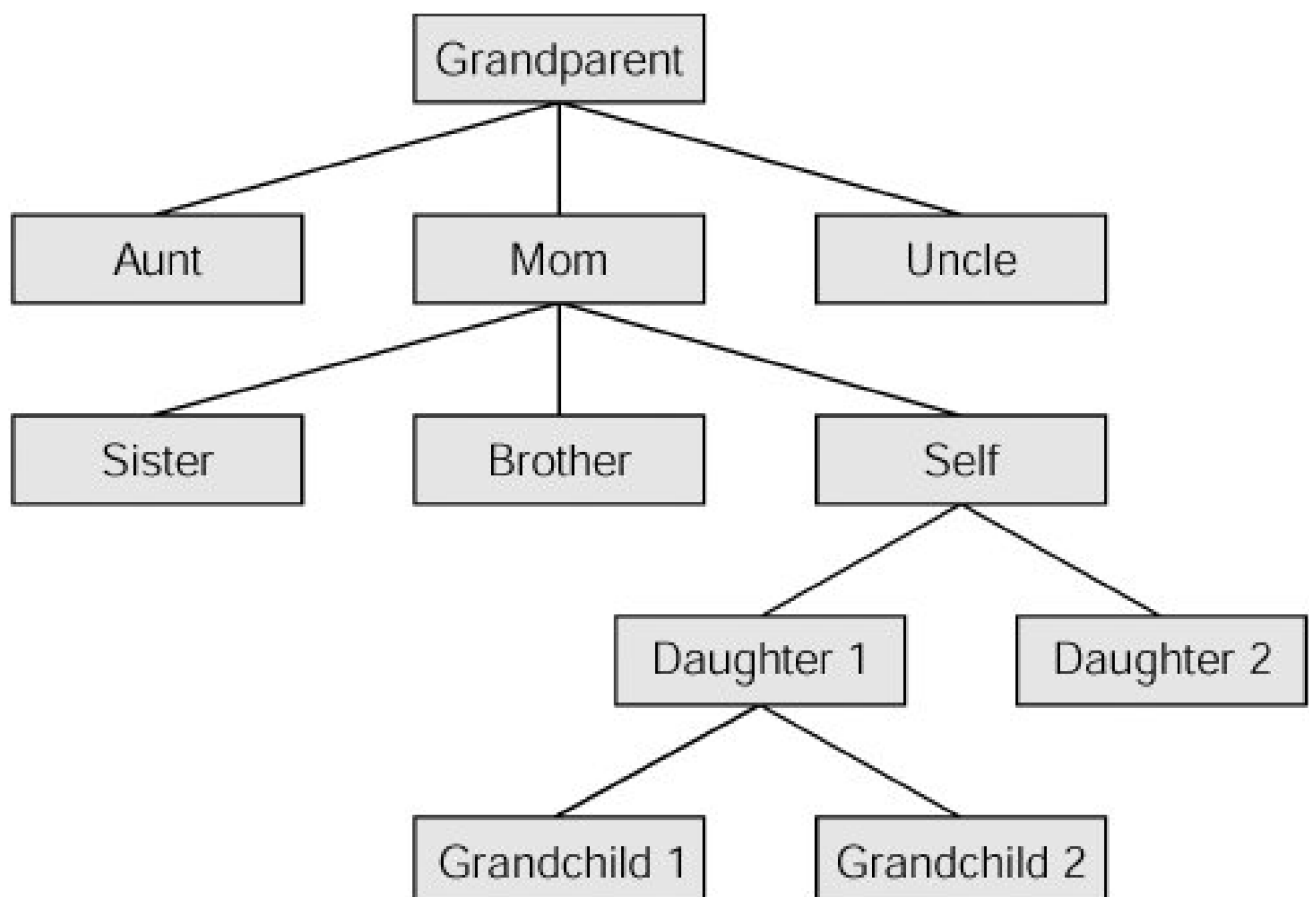 Grandparent
Aunt
Mom
Uncle
Sister
Brother
Self
Daughter 1
Daughter 2
Grandchild 1
Grandchild 2